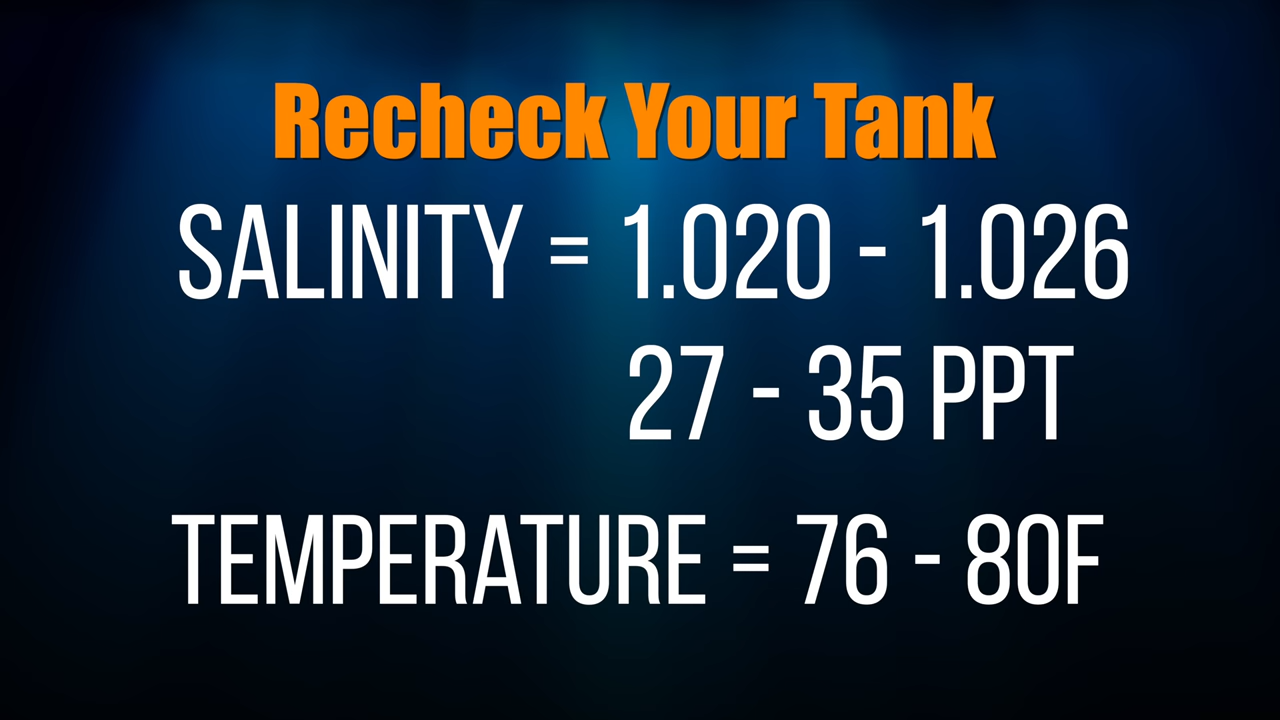 Recheck Your Tank
SALINITY = 1.020 - 1.026
27 - 35 PPT
TEMPERATURE = 76 - 80F